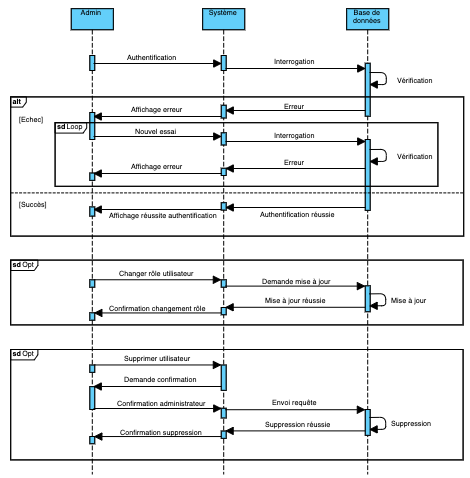 Admin
Système
Base de
données
Authentification
Interrogation
Vérification
alt
Affichage erreur
Erreur
[Echec]
sd Loop
Nouvel essai
Interrogation
Vérification
Affichage erreur
Erreur
[Succès]
Affichage réussite authentification
Authentification réussie
sd Opt
Changer rôle utilisateur
Demande mise à jour
Mise à jour réussie
Mise à jour
Confirmation changement rôle
sd Opt
Supprimer utilisateur
Demande confirmation
Confirmation administrateur
Envoi requête
Suppression réussie
Suppression
Confirmation suppression